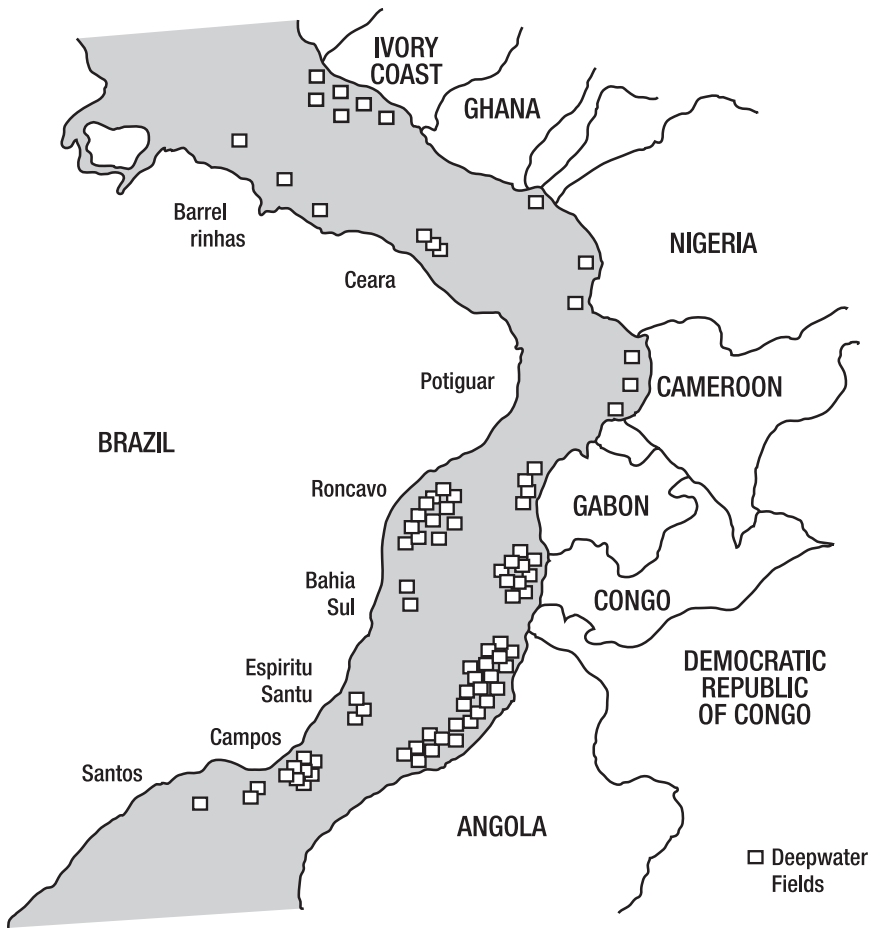 IVORY
COAST
GHANA
Barrel
rinhas
NIGERIA
Ceara
Potiguar
CAMEROON
BRAZIL
Roncavo
GABON
Bahia
Sul
CONGO
Espiritu
Santu
DEMOCRATIC
REPUBLIC
OF CONGO
Campos
Santos
ANGOLA
Deepwater
Fields